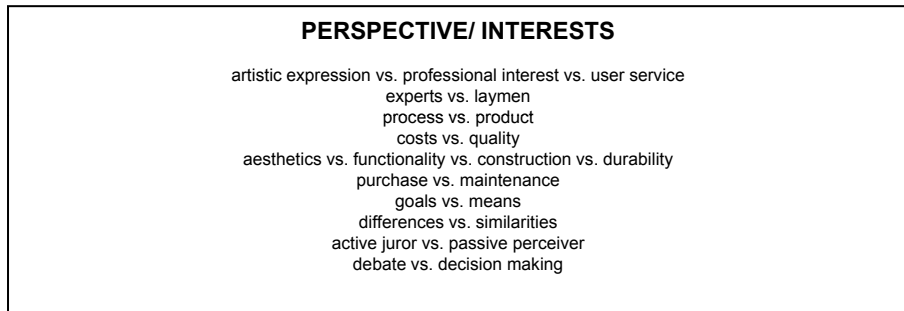 PERSPECTIVE/ INTERESTS
artistic expression vs. professional interest vs. user service
experts vs. laymen
process vs. product
costs vs. quality
aesthetics vs. functionality vs. construction vs. durability
purchase vs. maintenance
goals vs. means
differences vs. similarities
active juror vs. passive perceiver
debate vs. decision making